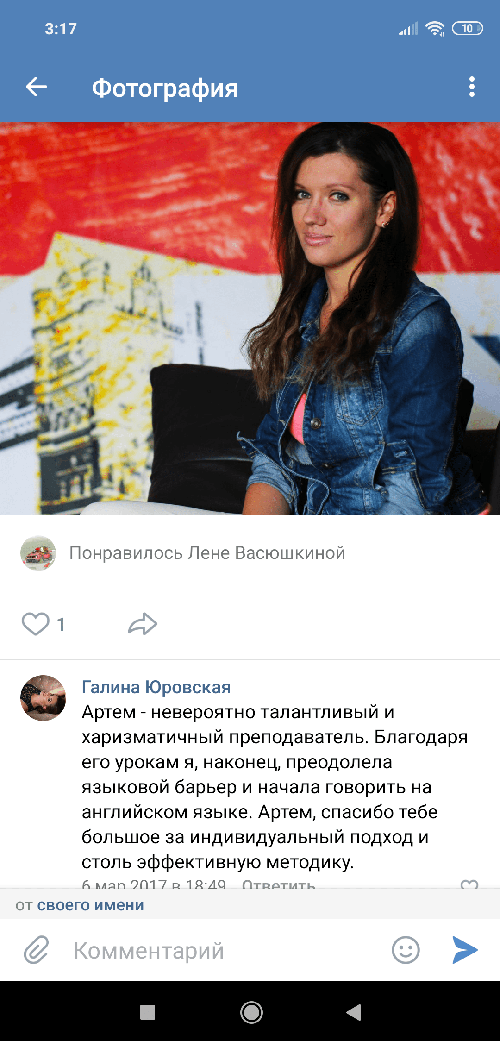 3:17
10
Фотография
Понравилось Лене Васюшкиной
1
Галина Юровская
Артем - невероятно талантливый и
харизматичный преподаватель. Благодаря
его урокам я, наконец, преодолела
языковой барьер и начала говорить на
английском языке. Артем, спасибо тебе
большое за индивидуальный подход и
столь эффективную методику.
6 мар 2017 в 18:49 Ответить
от своего имени
Комментарий